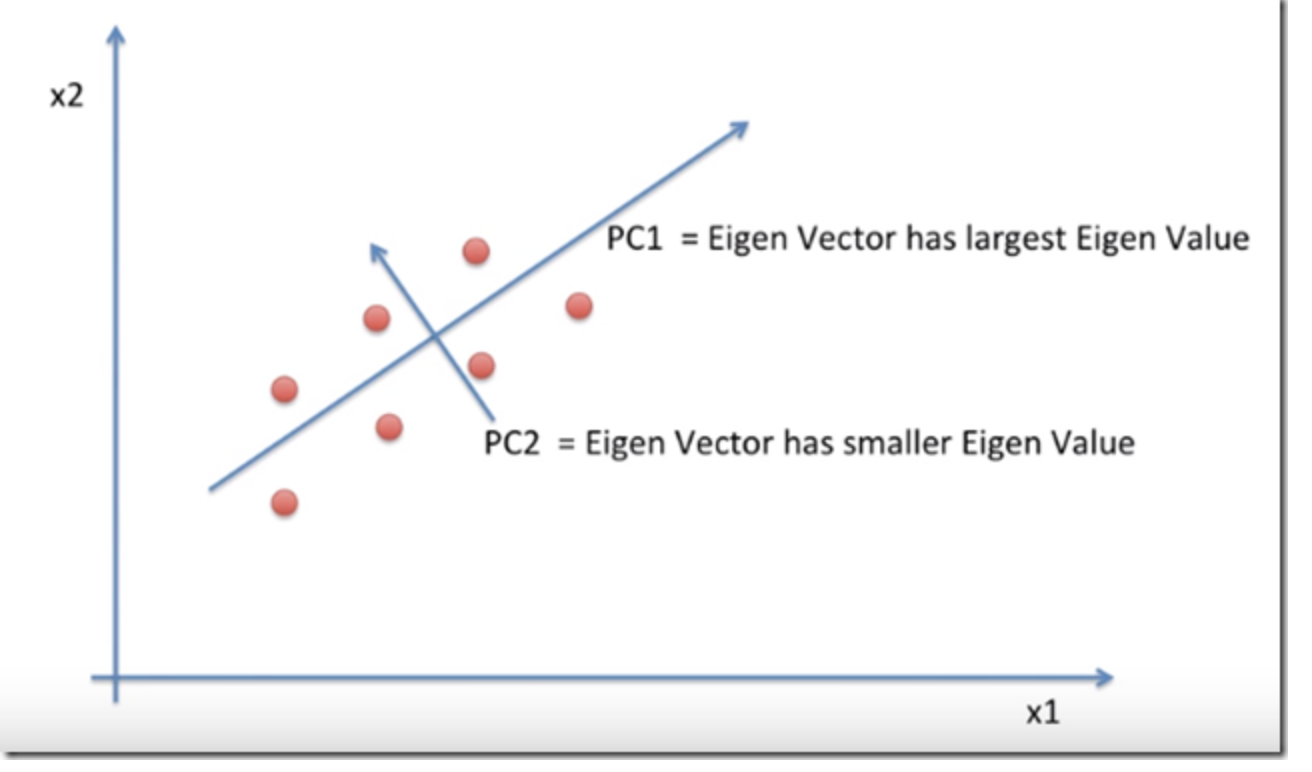 x2
PC1 = Eigen Vector has largest Eigen Value
PC2 = Eigen Vector has smaller Eigen Value
x1